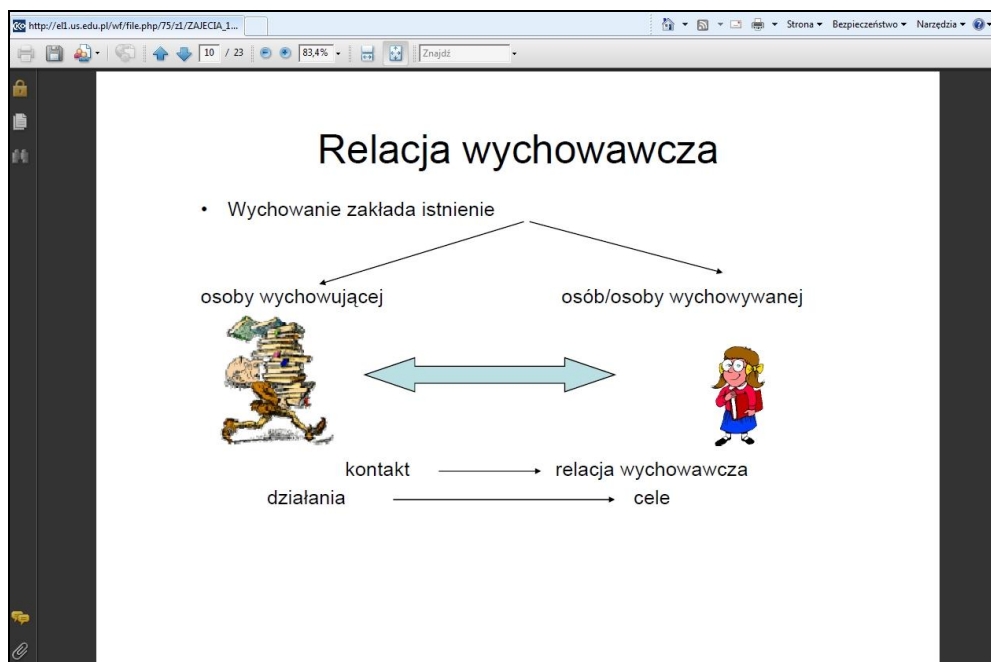 http://el1.us.edu.pl/wf/file.php/75/z1/ZAJECIA_1...
Strona Bezpieczeństwo Narzędzia
10 / 23 83,4% Znajdź
Relacja wychowawcza
• Wychowanie zakłada istnienie
osoby wychowującej osób/osoby wychowywanej
kontakt relacja wychowawcza
działania cele